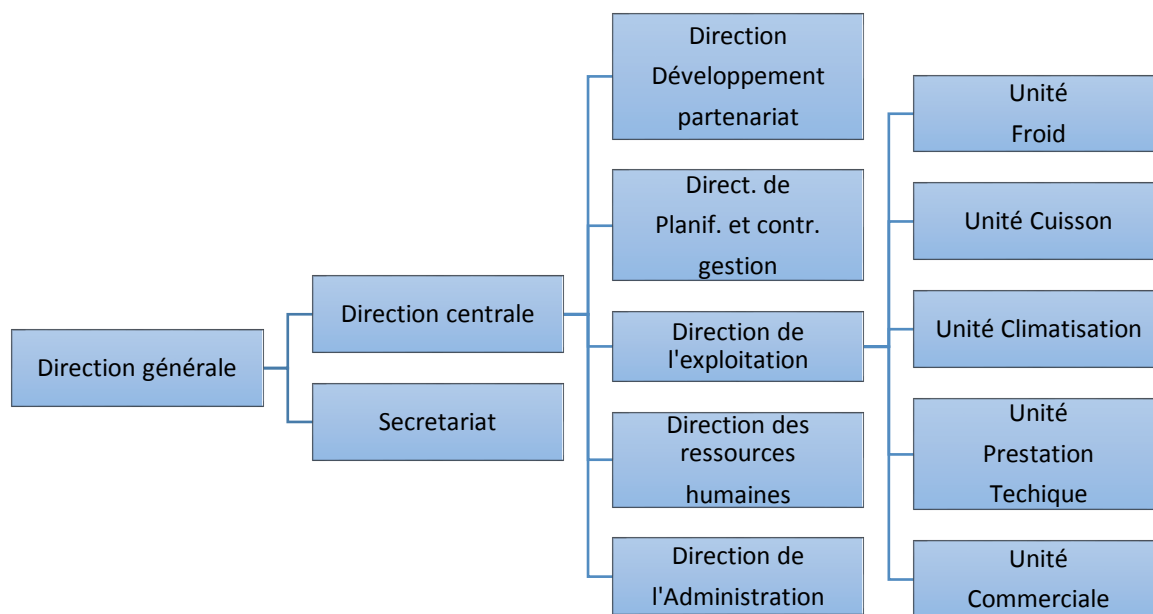 Direction générale
Direction centrale
Secretariat
Direction
Développement
partenariat
Direct. de
Planif. et contr.
gestion
Direction de
l'exploitation
Direction des
ressources
humaines
Direction de
l'Administration
Unité
Froid
Unité Cuisson
Unité Climatisation
Unité
Prestation
Techique
Unité
Commerciale